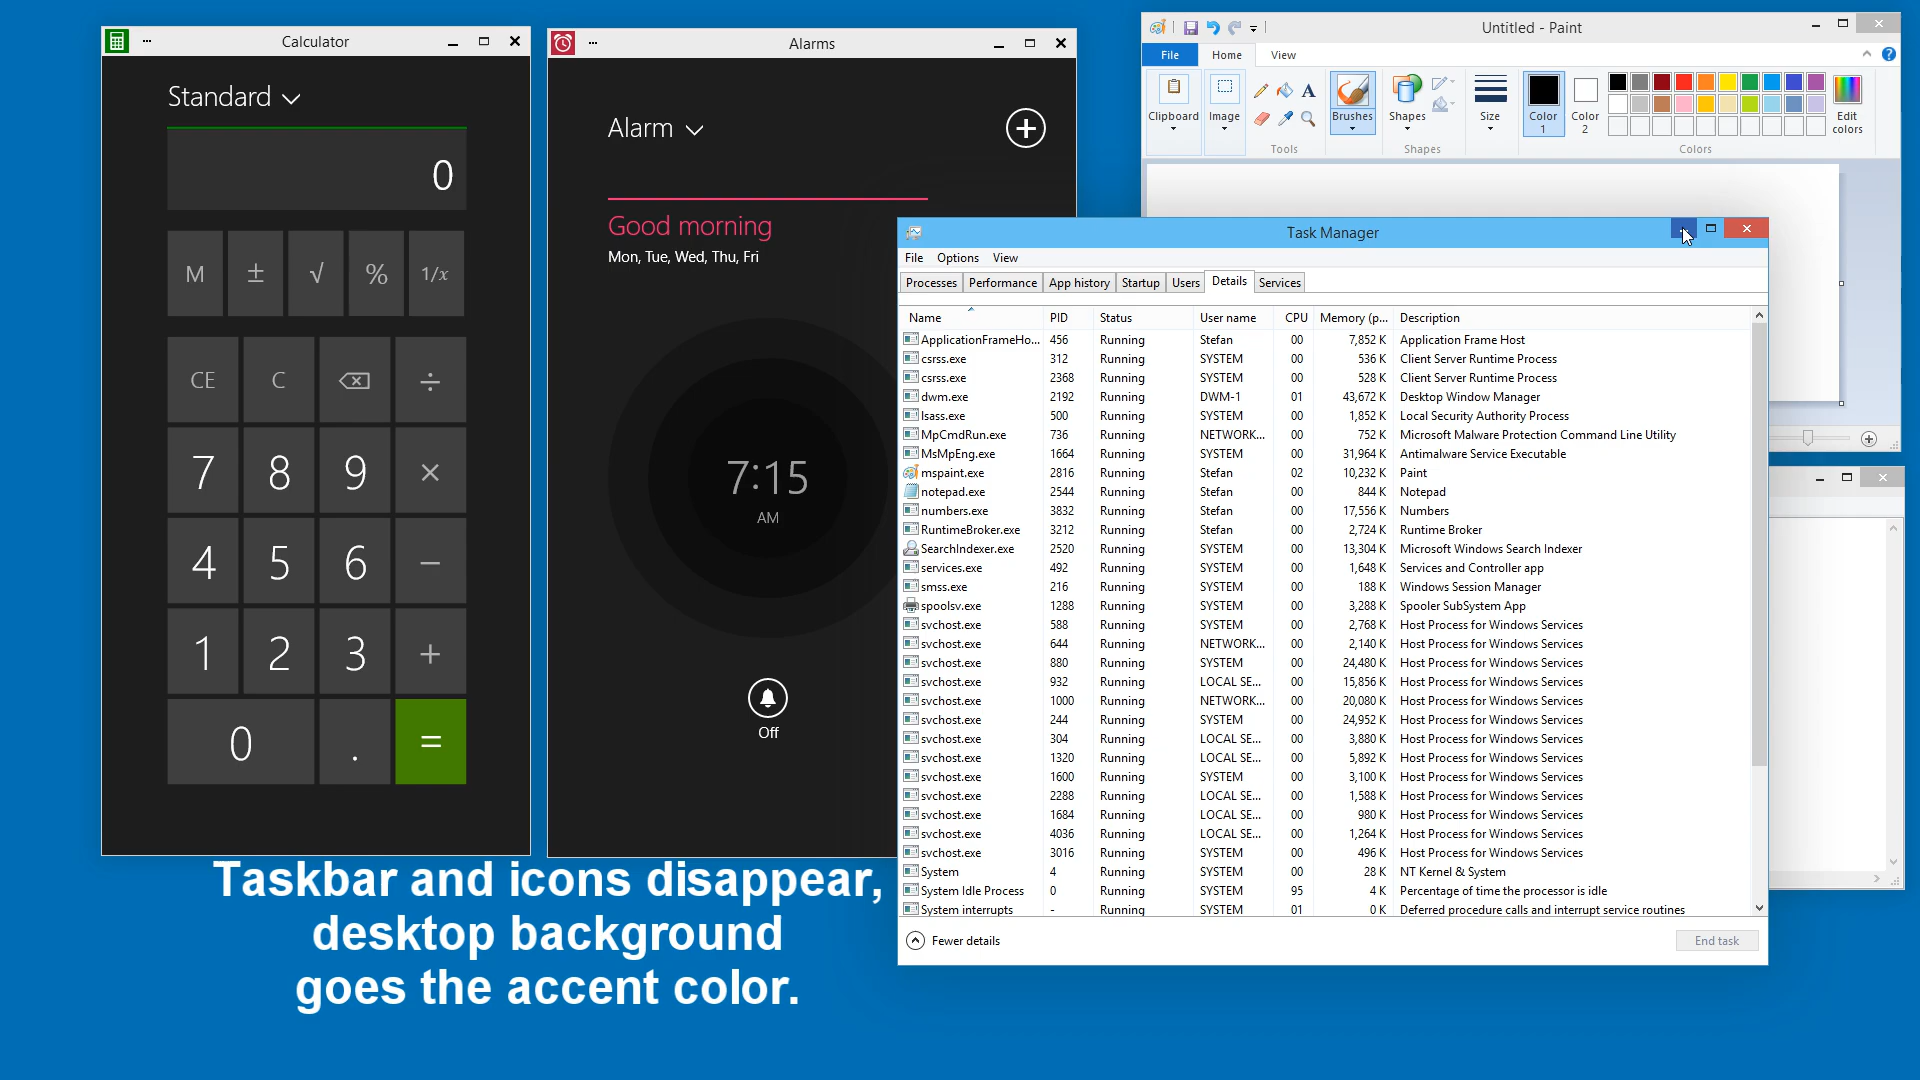 Calculator
Standard
0
M ± √ % 1/x
CE C ÷
7 8 9 ×
4 5 6 −
1 2 3 +
0 . =
Alarms
Alarm
Good morning
Mon, Tue, Wed, Thu, Fri
7:15
AM
Off
Untitled - Paint
File Home View
Clipboard Image Brushes Shapes Size Color 1 Color 2 Edit colors
Tools Shapes Colors
Task Manager
File Options View
Processes Performance App history Startup Users Details Services
Name PID Status User name CPU Memory (p... Description
ApplicationFrameHo... 456 Running Stefan 00 7,852 K Application Frame Host
csrss.exe 312 Running SYSTEM 00 536 K Client Server Runtime Process
csrss.exe 2368 Running SYSTEM 00 528 K Client Server Runtime Process
dwm.exe 2192 Running DWM-1 01 43,672 K Desktop Window Manager
lsass.exe 500 Running SYSTEM 00 1,852 K Local Security Authority Process
MpCmdRun.exe 736 Running NETWORK... 00 752 K Microsoft Malware Protection Command Line Utility
MsMpEng.exe 1664 Running SYSTEM 00 31,964 K Antimalware Service Executable
mspaint.exe 2816 Running Stefan 02 10,232 K Paint
notepad.exe 2544 Running Stefan 00 844 K Notepad
numbers.exe 3832 Running Stefan 00 17,556 K Numbers
RuntimeBroker.exe 3212 Running Stefan 00 2,724 K Runtime Broker
SearchIndexer.exe 2520 Running SYSTEM 00 13,304 K Microsoft Windows Search Indexer
services.exe 492 Running SYSTEM 00 1,648 K Services and Controller app
smss.exe 216 Running SYSTEM 00 188 K Windows Session Manager
spoolsv.exe 1288 Running SYSTEM 00 3,288 K Spooler SubSystem App
svchost.exe 588 Running SYSTEM 00 2,768 K Host Process for Windows Services
svchost.exe 644 Running NETWORK... 00 2,140 K Host Process for Windows Services
svchost.exe 880 Running SYSTEM 00 24,480 K Host Process for Windows Services
svchost.exe 932 Running LOCAL SE... 00 15,856 K Host Process for Windows Services
svchost.exe 1000 Running NETWORK... 00 20,080 K Host Process for Windows Services
svchost.exe 244 Running SYSTEM 00 24,952 K Host Process for Windows Services
svchost.exe 304 Running LOCAL SE... 00 3,880 K Host Process for Windows Services
svchost.exe 1320 Running LOCAL SE... 00 5,892 K Host Process for Windows Services
svchost.exe 1600 Running SYSTEM 00 3,100 K Host Process for Windows Services
svchost.exe 2288 Running LOCAL SE... 00 1,588 K Host Process for Windows Services
svchost.exe 1684 Running LOCAL SE... 00 980 K Host Process for Windows Services
svchost.exe 4036 Running LOCAL SE... 00 1,264 K Host Process for Windows Services
svchost.exe 3016 Running SYSTEM 00 496 K Host Process for Windows Services
System 4 Running SYSTEM 00 28 K NT Kernel & System
System Idle Process 0 Running SYSTEM 95 4 K Percentage of time the processor is idle
System interrupts - Running SYSTEM 01 0 K Deferred procedure calls and interrupt service routines
Fewer details End task
Taskbar and icons disappear,
desktop background
goes the accent color.